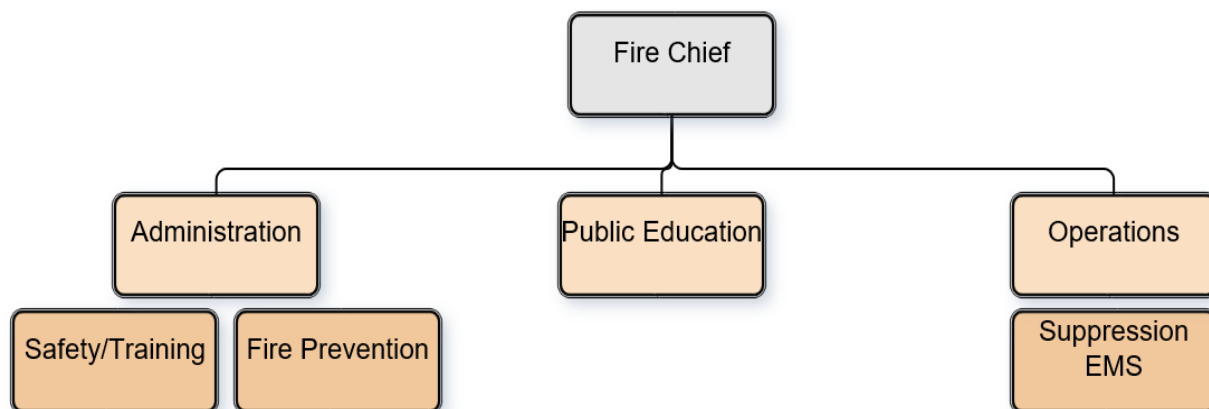 Fire Chief
Administration
Public Education
Operations
Safety/Training
Fire Prevention
Suppression
EMS